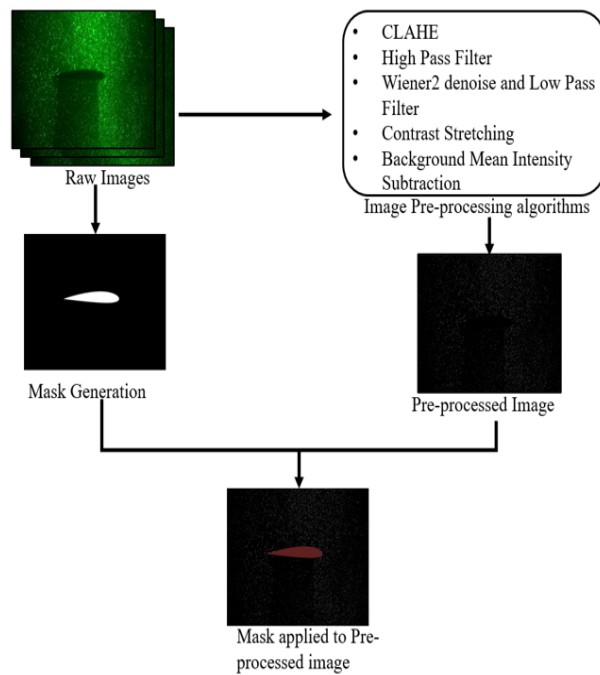 • CLAHE
• High Pass Filter
• Wiener2 denoise and Low Pass
Filter
• Contrast Stretching
• Background Mean Intensity
Subtraction
Raw Images
Image Pre-processing algorithms
Mask Generation
Pre-processed Image
Mask applied to Pre-
processed image